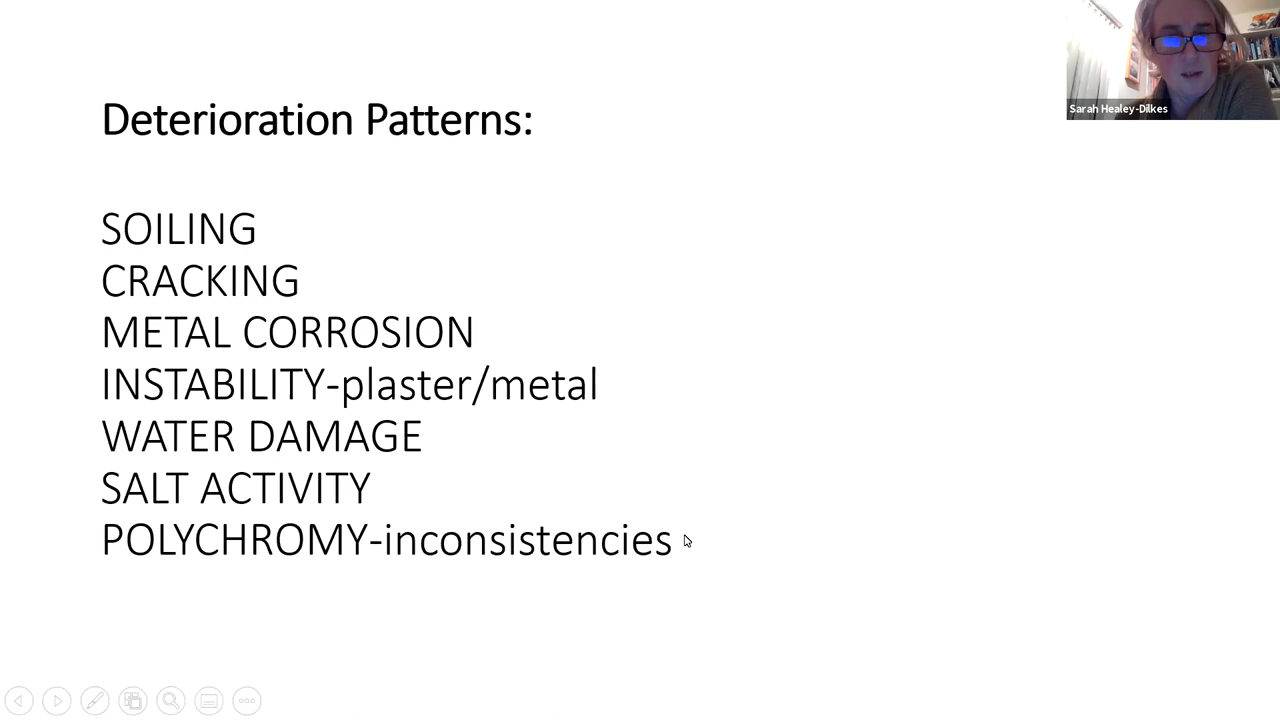 Deterioration Patterns:
SOILING
CRACKING
METAL CORROSION
INSTABILITY-plaster/metal
WATER DAMAGE
SALT ACTIVITY
POLYCHROMY-inconsistencies
Sarah Healey-Dilkes